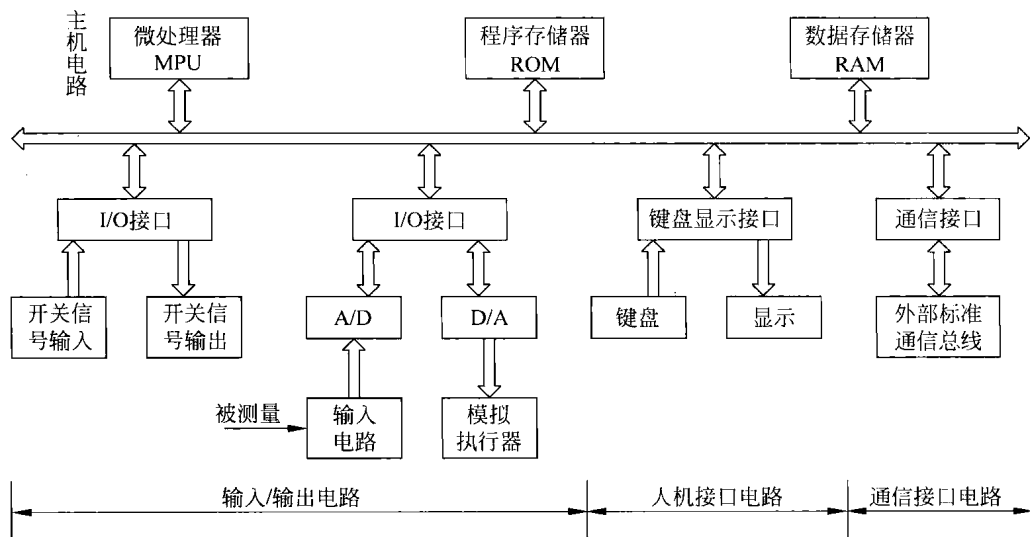 主机电路
微处理器
MPU
程序存储器
ROM
数据存储器
RAM
I/O接口
I/O接口
键盘显示接口
通信接口
开关信
号输入
开关信
号输出
A/D
D/A
键盘
显示
外部标准
通信总线
被测量
输入
电路
模拟
执行器
输入/输出电路
人机接口电路
通信接口电路